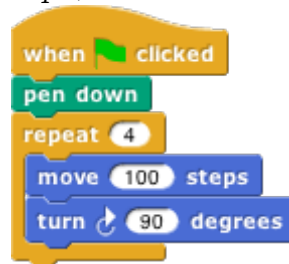 when clicked
pen down
repeat 4
move 100 steps
turn 90 degrees